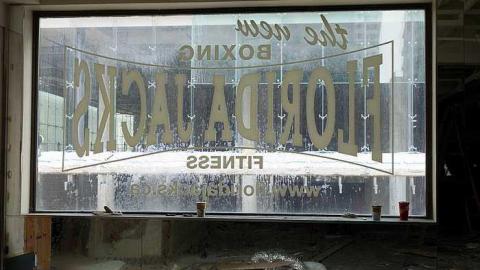 the new
BOXING
FLORIDA JACKS
FITNESS
www.floridajacks.ca